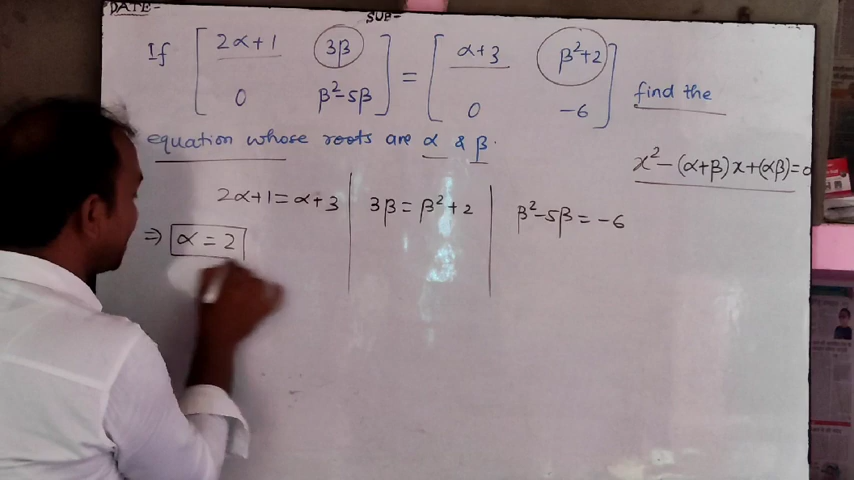 DATE-
SUB-
If [ 2α+1 3β ] = [ α+3 β²+2 ]
0 β²-5β 0 -6 find the
equation whose roots are α & β.
x² - (α+β)x+(αβ)=0
2α+1=α+3 3β=β²+2 β²-5β=-6
⇒ α=2